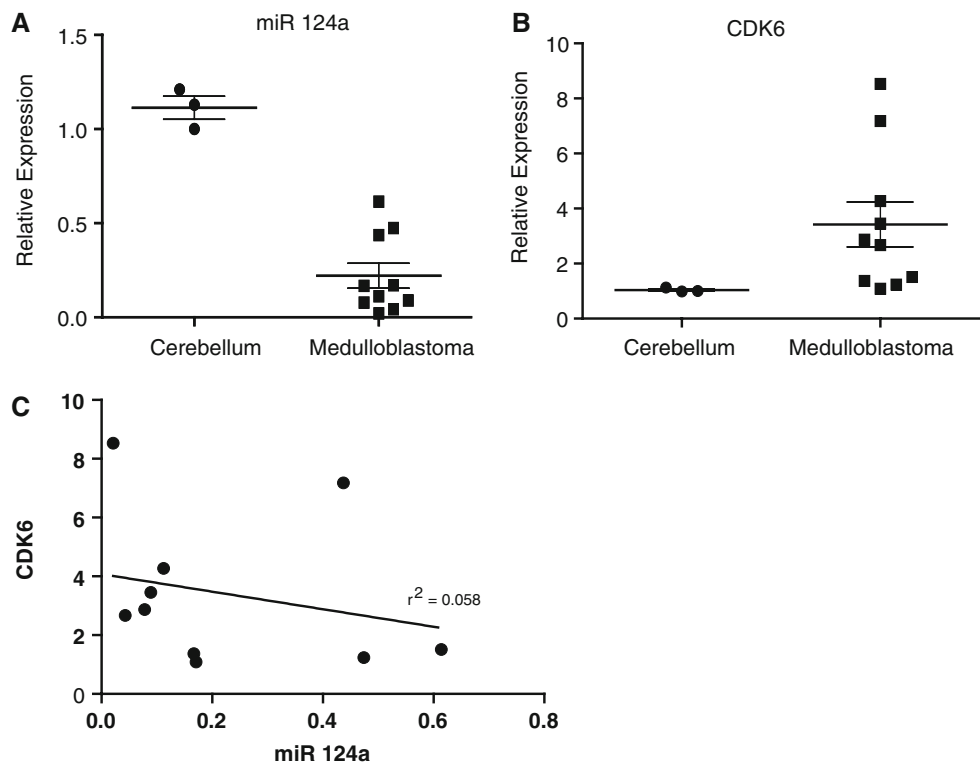 A
miR 124a
1.5
1.0
0.5
0.0
Relative Expression
Cerebellum
Medulloblastoma
B
CDK6
10
8
6
4
2
0
Relative Expression
Cerebellum
Medulloblastoma
C
10
8
6
4
2
0
CDK6
r² = 0.058
0.0
0.2
0.4
0.6
0.8
miR 124a